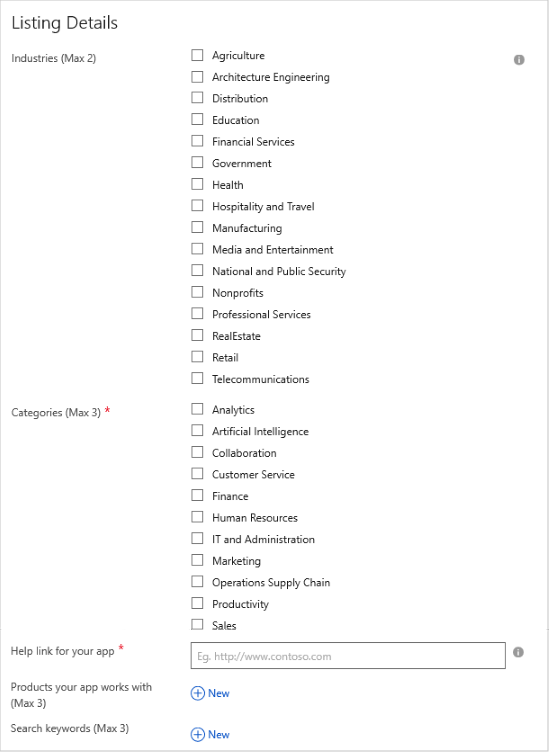 Listing Details
Industries (Max 2)
Agriculture
Architecture Engineering
Distribution
Education
Financial Services
Government
Health
Hospitality and Travel
Manufacturing
Media and Entertainment
National and Public Security
Nonprofits
Professional Services
RealEstate
Retail
Telecommunications
Categories (Max 3) *
Analytics
Artificial Intelligence
Collaboration
Customer Service
Finance
Human Resources
IT and Administration
Marketing
Operations Supply Chain
Productivity
Sales
Help link for your app *
Eg. http://www.contoso.com
Products your app works with
(Max 3)
New
Search keywords (Max 3)
New